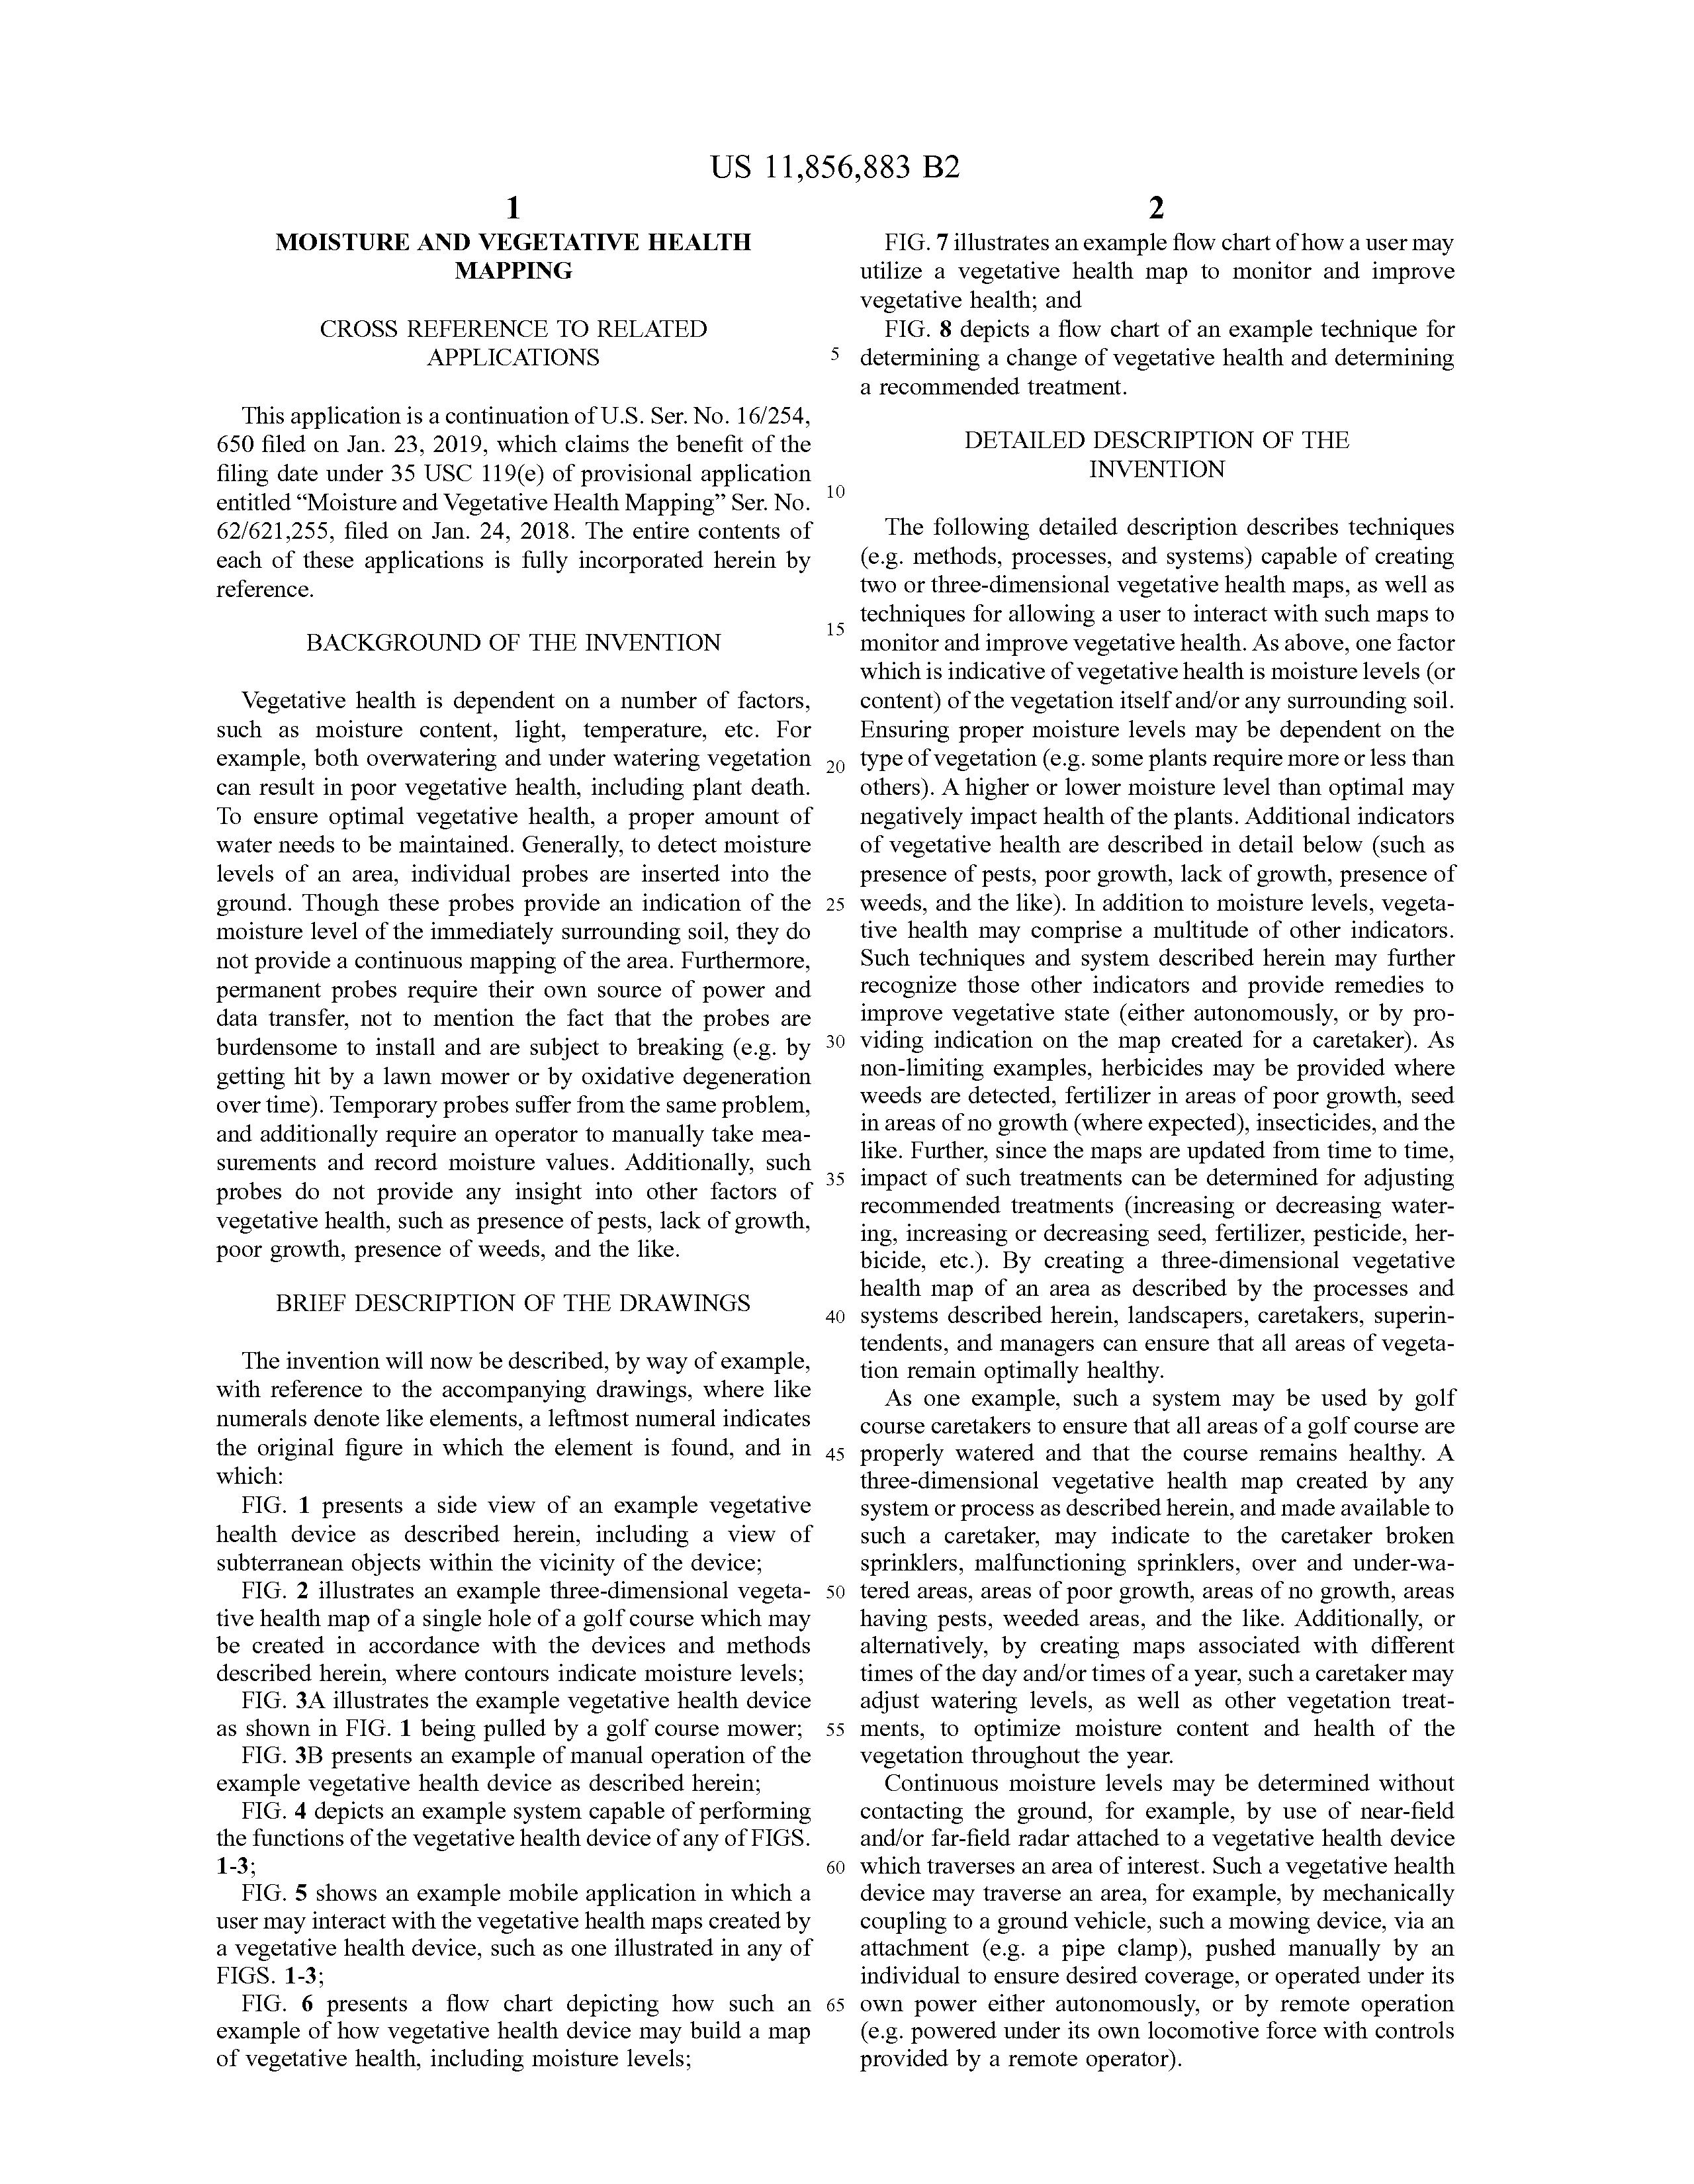 US 11,856,883 B2
1
MOISTURE AND VEGETATIVE HEALTH
MAPPING
CROSS REFERENCE TO RELATED
APPLICATIONS
This application is a continuation of U.S. Ser. No. 16/254,
650 filed on Jan. 23, 2019, which claims the benefit of the
filing date under 35 USC 119(e) of provisional application
entitled “Moisture and Vegetative Health Mapping” Ser. No.
62/621,255, filed on Jan. 24, 2018. The entire contents of
each of these applications is fully incorporated herein by
reference.
BACKGROUND OF THE INVENTION
Vegetative health is dependent on a number of factors,
such as moisture content, light, temperature, etc. For
example, both overwatering and under watering vegetation
can result in poor vegetative health, including plant death.
To ensure optimal vegetative health, a proper amount of
water needs to be maintained. Generally, to detect moisture
levels of an area, individual probes are inserted into the
ground. Though these probes provide an indication of the
moisture level of the immediately surrounding soil, they do
not provide a continuous mapping of the area. Furthermore,
permanent probes require their own source of power and
data transfer, not to mention the fact that the probes are
burdensome to install and are subject to breaking (e.g. by
getting hit by a lawn mower or by oxidative degeneration
over time). Temporary probes suffer from the same problem,
and additionally require an operator to manually take mea-
surements and record moisture values. Additionally, such
probes do not provide any insight into other factors of
vegetative health, such as presence of pests, lack of growth,
poor growth, presence of weeds, and the like.
BRIEF DESCRIPTION OF THE DRAWINGS
The invention will now be described, by way of example,
with reference to the accompanying drawings, where like
numerals denote like elements, a leftmost numeral indicates
the original figure in which the element is found, and in
which:
FIG. 1 presents a side view of an example vegetative
health device as described herein, including a view of
subterranean objects within the vicinity of the device;
FIG. 2 illustrates an example three-dimensional vegeta-
tive health map of a single hole of a golf course which may
be created in accordance with the devices and methods
described herein, where contours indicate moisture levels;
FIG. 3A illustrates the example vegetative health device
as shown in FIG. 1 being pulled by a golf course mower;
FIG. 3B presents an example of manual operation of the
example vegetative health device as described herein;
FIG. 4 depicts an example system capable of performing
the functions of the vegetative health device of any of FIGS.
1-3;
FIG. 5 shows an example mobile application in which a
user may interact with the vegetative health maps created by
a vegetative health device, such as one illustrated in any of
FIGS. 1-3;
FIG. 6 presents a flow chart depicting how such an
example of how vegetative health device may build a map
of vegetative health, including moisture levels;
5
10
15
20
25
30
35
40
45
50
55
60
65
2
FIG. 7 illustrates an example flow chart of how a user may
utilize a vegetative health map to monitor and improve
vegetative health; and
FIG. 8 depicts a flow chart of an example technique for
determining a change of vegetative health and determining
a recommended treatment.
DETAILED DESCRIPTION OF THE
INVENTION
The following detailed description describes techniques
(e.g. methods, processes, and systems) capable of creating
two or three-dimensional vegetative health maps, as well as
techniques for allowing a user to interact with such maps to
monitor and improve vegetative health. As above, one factor
which is indicative of vegetative health is moisture levels (or
content) of the vegetation itself and/or any surrounding soil.
Ensuring proper moisture levels may be dependent on the
type of vegetation (e.g. some plants require more or less than
others). A higher or lower moisture level than optimal may
negatively impact health of the plants. Additional indicators
of vegetative health are described in detail below (such as
presence of pests, poor growth, lack of growth, presence of
weeds, and the like). In addition to moisture levels, vegeta-
tive health may comprise a multitude of other indicators.
Such techniques and system described herein may further
recognize those other indicators and provide remedies to
improve vegetative state (either autonomously, or by pro-
viding indication on the map created for a caretaker). As
non-limiting examples, herbicides may be provided where
weeds are detected, fertilizer in areas of poor growth, seed
in areas of no growth (where expected), insecticides, and the
like. Further, since the maps are updated from time to time,
impact of such treatments can be determined for adjusting
recommended treatments (increasing or decreasing water-
ing, increasing or decreasing seed, fertilizer, pesticide, her-
bicide, etc.). By creating a three-dimensional vegetative
health map of an area as described by the processes and
systems described herein, landscapers, caretakers, superin-
tendents, and managers can ensure that all areas of vegeta-
tion remain optimally healthy.
As one example, such a system may be used by golf
course caretakers to ensure that all areas of a golf course are
properly watered and that the course remains healthy. A
three-dimensional vegetative health map created by any
system or process as described herein, and made available to
such a caretaker, may indicate to the caretaker broken
sprinklers, malfunctioning sprinklers, over and under-wa-
tered areas, areas of poor growth, areas of no growth, areas
having pests, weeded areas, and the like. Additionally, or
alternatively, by creating maps associated with different
times of the day and/or times of a year, such a caretaker may
adjust watering levels, as well as other vegetation treat-
ments, to optimize moisture content and health of the
vegetation throughout the year.
Continuous moisture levels may be determined without
contacting the ground, for example, by use of near-field
and/or far-field radar attached to a vegetative health device
which traverses an area of interest. Such a vegetative health
device may traverse an area, for example, by mechanically
coupling to a ground vehicle, such a mowing device, via an
attachment (e.g. a pipe clamp), pushed manually by an
individual to ensure desired coverage, or operated under its
own power either autonomously, or by remote operation
(e.g. powered under its own locomotive force with controls
provided by a remote operator).